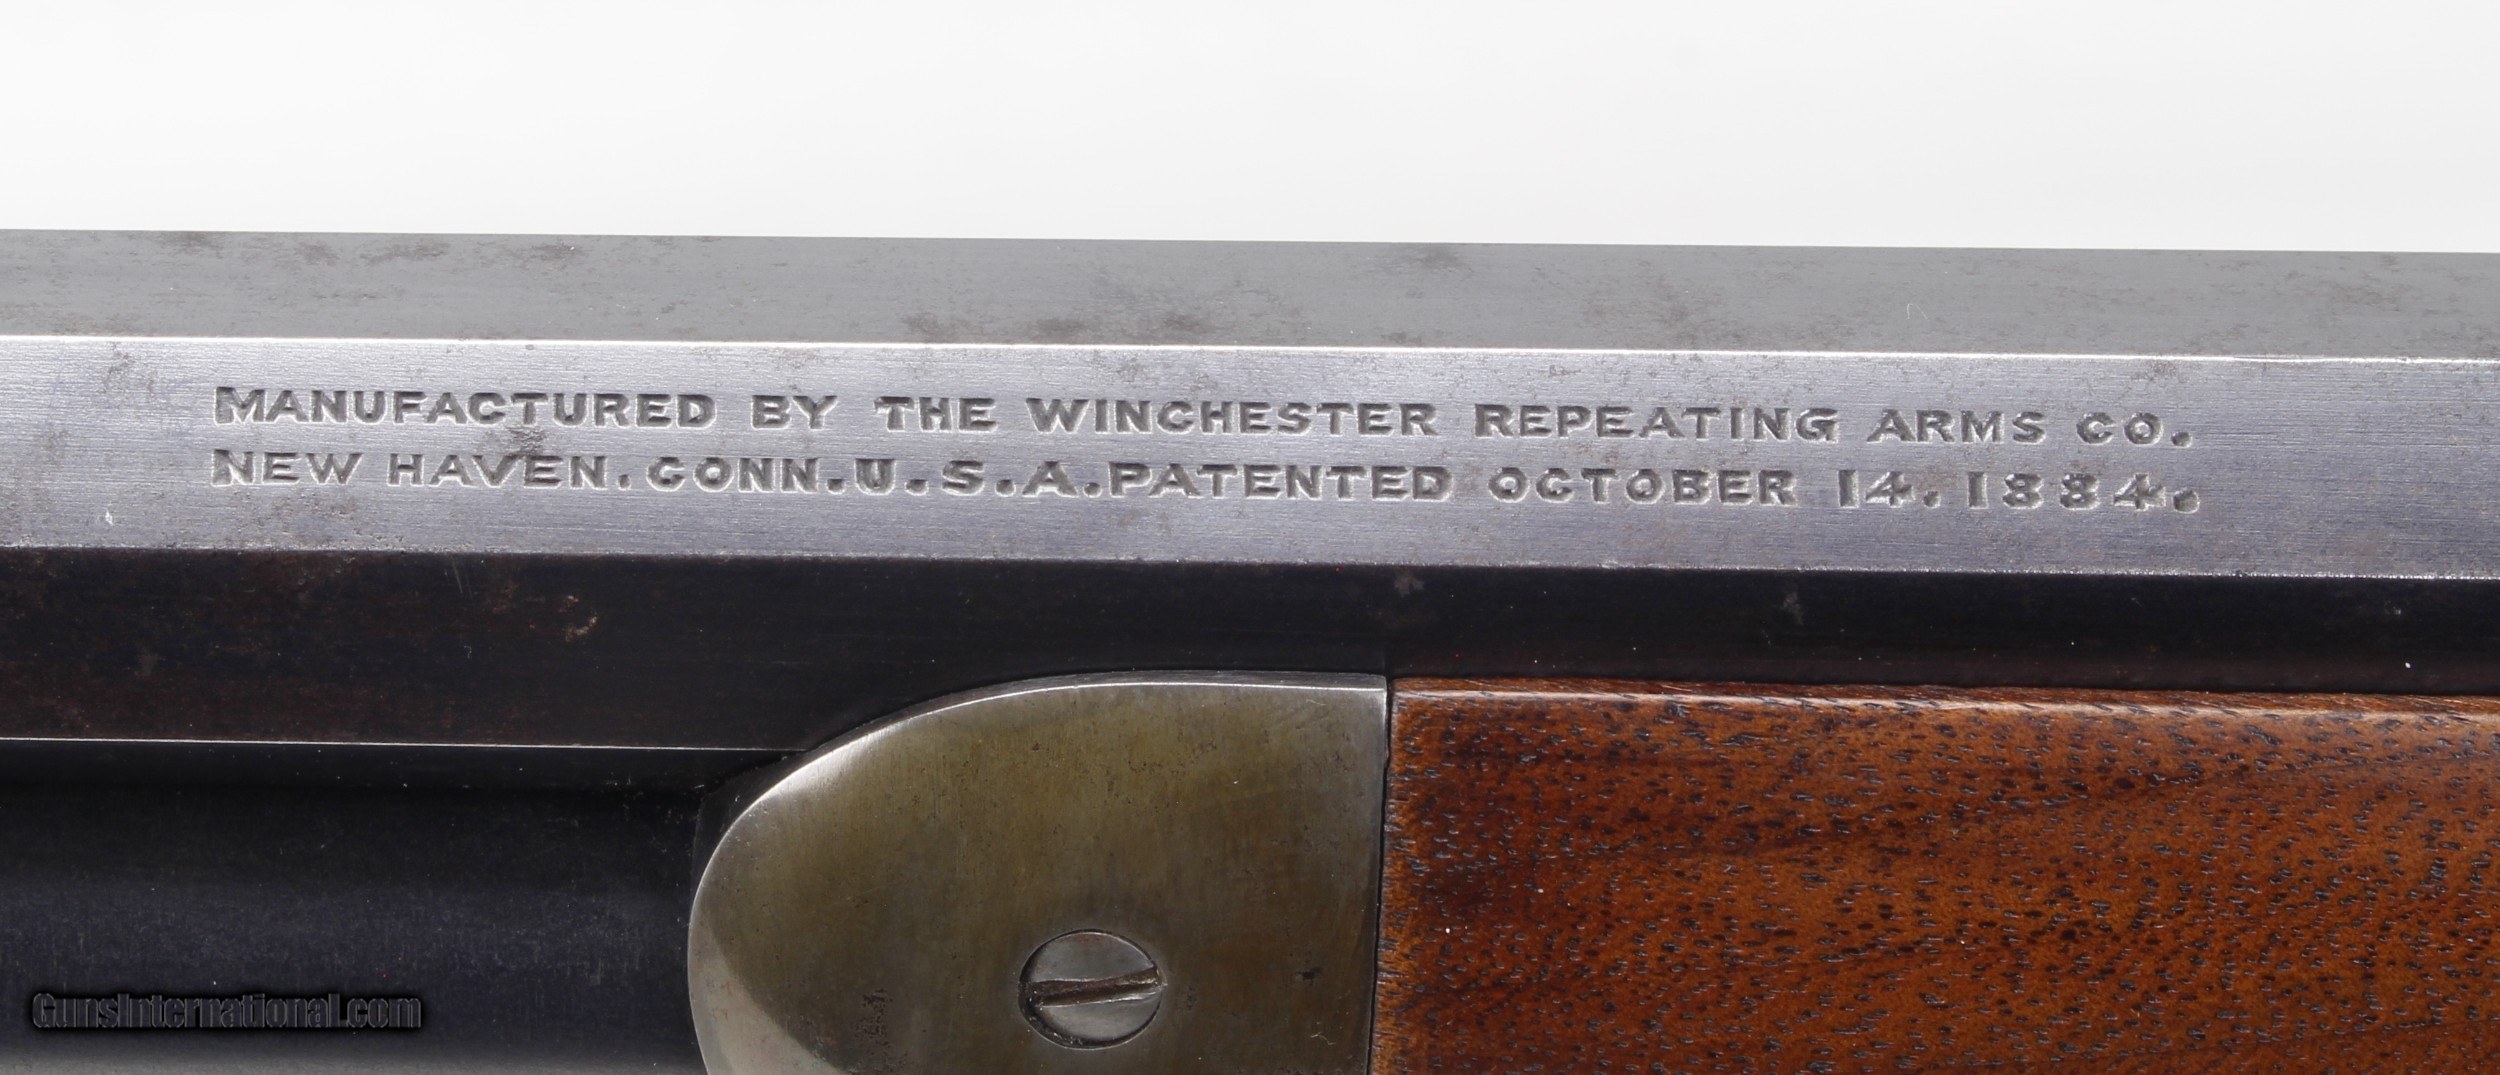 MANUFACTURED BY THE WINCHESTER REPEATING ARMS CO.
NEW HAVEN. CONN. U.S.A. PATENTED OCTOBER 14. 1884.
GunsInternational.com